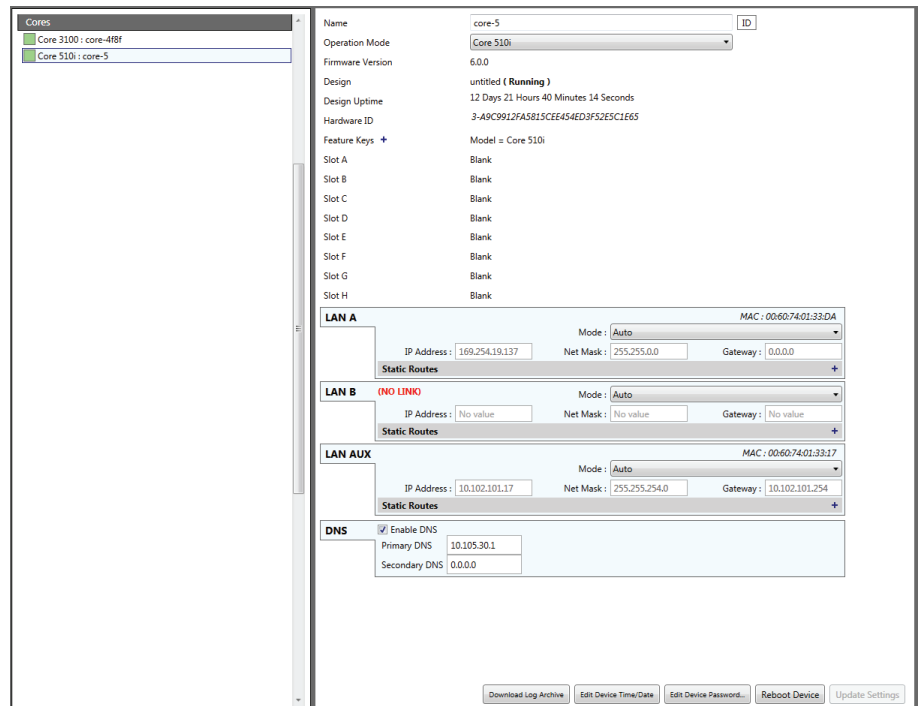 Cores
Core 3100 : core-4f8f
Core 510i : core-5
Name core-5 ID
Operation Mode Core 510i
Firmware Version 6.0.0
Design untitled ( Running )
Design Uptime 12 Days 21 Hours 40 Minutes 14 Seconds
Hardware ID 3-A9C9912FA5815CEE454ED3F52E5C1E65
Feature Keys + Model = Core 510i
Slot A Blank
Slot B Blank
Slot C Blank
Slot D Blank
Slot E Blank
Slot F Blank
Slot G Blank
Slot H Blank
LAN A MAC : 00:60:74:01:33:DA
Mode : Auto
IP Address : 169.254.19.137 Net Mask : 255.255.0.0 Gateway : 0.0.0.0
Static Routes +
LAN B (NO LINK) Mode : Auto
IP Address : No value Net Mask : No value Gateway : No value
Static Routes +
LAN AUX MAC : 00:60:74:01:33:17
Mode : Auto
IP Address : 10.102.101.17 Net Mask : 255.255.254.0 Gateway : 10.102.101.254
Static Routes +
DNS Enable DNS
Primary DNS 10.105.30.1
Secondary DNS 0.0.0.0
Download Log Archive Edit Device Time/Date Edit Device Password... Reboot Device Update Settings